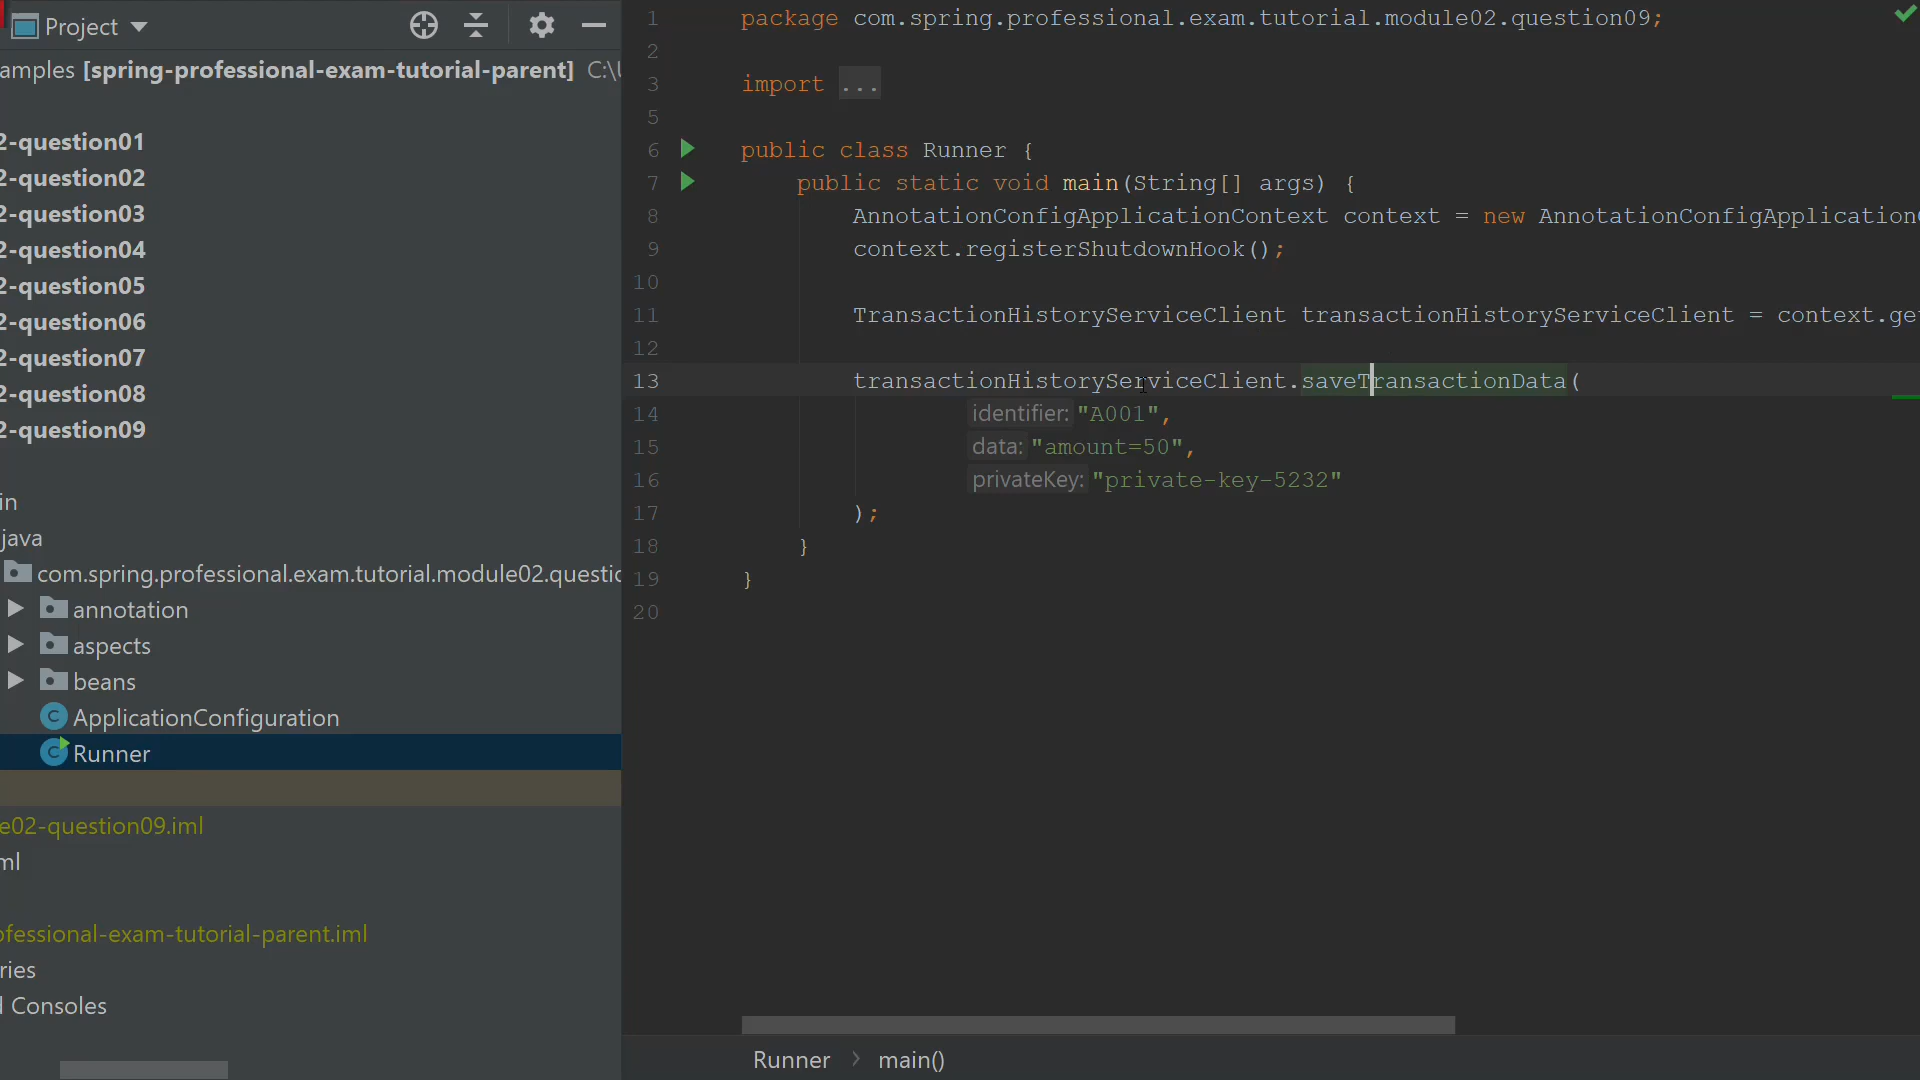 Project
amples [spring-professional-exam-tutorial-parent] C:\
2-question01
2-question02
2-question03
2-question04
2-question05
2-question06
2-question07
2-question08
2-question09
in
java
com.spring.professional.exam.tutorial.module02.questio
annotation
aspects
beans
ApplicationConfiguration
Runner
e02-question09.iml
ml
ofessional-exam-tutorial-parent.iml
ries
d Consoles
1 package com.spring.professional.exam.tutorial.module02.question09;
2
3 import ...
5
6 public class Runner {
7 public static void main(String[] args) {
8 AnnotationConfigApplicationContext context = new AnnotationConfigApplication
9 context.registerShutdownHook();
10
11 TransactionHistoryServiceClient transactionHistoryServiceClient = context.get
12
13 transactionHistoryServiceClient.saveTransactionData(
14 identifier: "A001",
15 data: "amount=50",
16 privateKey: "private-key-5232"
17 );
18 }
19 }
20
Runner > main()